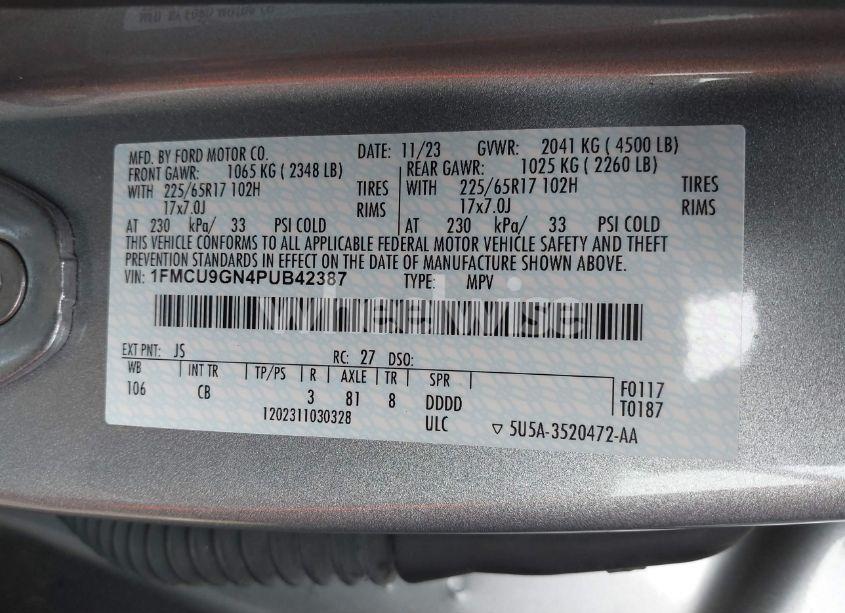 MFD. BY FORD MOTOR CO. DATE: 11/23 GVWR: 2041 KG ( 4500 LB)
FRONT GAWR: 1065 KG ( 2348 LB) REAR GAWR: 1025 KG ( 2260 LB)
WITH 225/65R17 102H TIRES WITH 225/65R17 102H TIRES
17x7.0J RIMS 17x7.0J RIMS
AT 230 kPa/ 33 PSI COLD AT 230 kPa/ 33 PSI COLD
THIS VEHICLE CONFORMS TO ALL APPLICABLE FEDERAL MOTOR VEHICLE SAFETY AND THEFT
PREVENTION STANDARDS IN EFFECT ON THE DATE OF MANUFACTURE SHOWN ABOVE.
VIN: 1FMCU9GN4PUB42387 TYPE: MPV
wheelwise
EXT PNT: JS RC: 27 DSO:
WB INT TR TP/PS R AXLE TR SPR
106 CB 3 81 8 DDDD F0117
1202311030328 ULC T0187
5U5A-3520472-AA